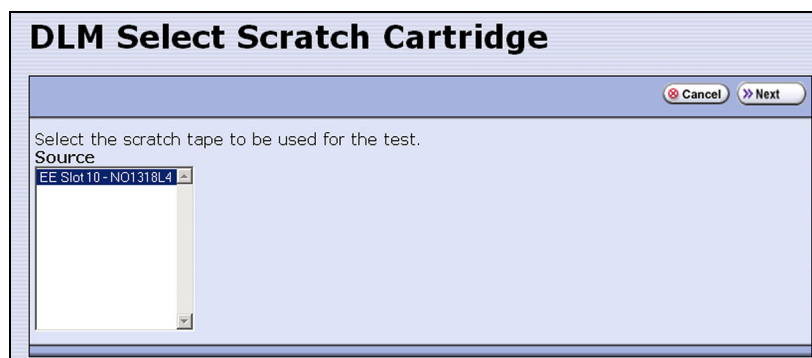 DLM Select Scratch Cartridge
Cancel Next
Select the scratch tape to be used for the test.
Source
EE Slot 10 - NO1318L4